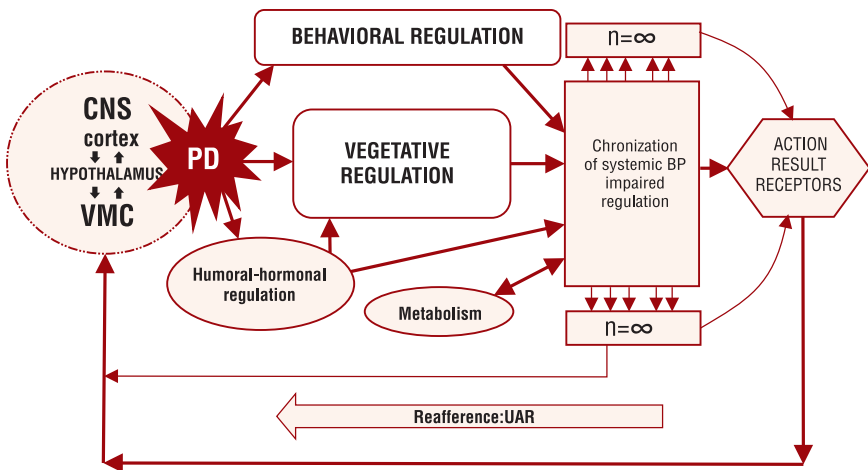 BEHAVIORAL REGULATION
n=∞
CNS
cortex
HYPOTHALAMUS
VMC
PD
VEGETATIVE
REGULATION
Chronization
of systemic BP
impaired
regulation
ACTION
RESULT
RECEPTORS
Humoral-hormonal
regulation
Metabolism
n=∞
Reafference:UAR